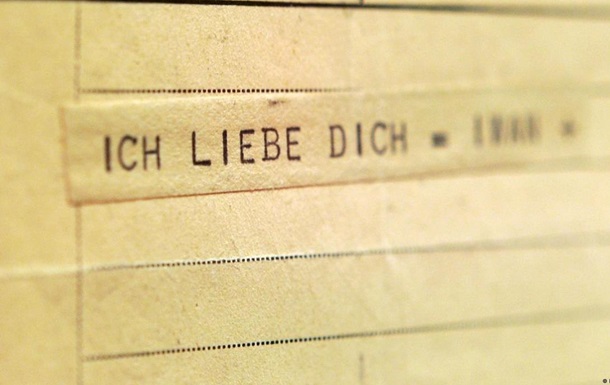 ICH LIEBE DICH =